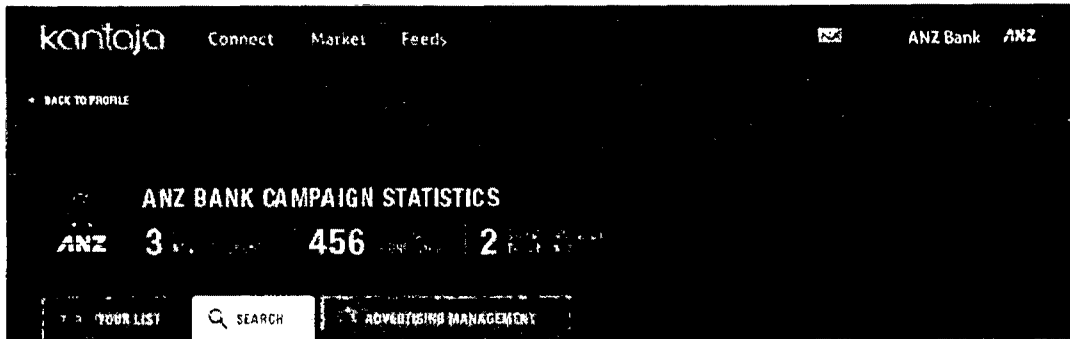 kantaja Connect Market Feeds ANZ Bank ANZ
BACK TO PROFILE
ANZ BANK CAMPAIGN STATISTICS
ANZ 3 456 2
YOUR LIST SEARCH ADVERTISING MANAGEMENT